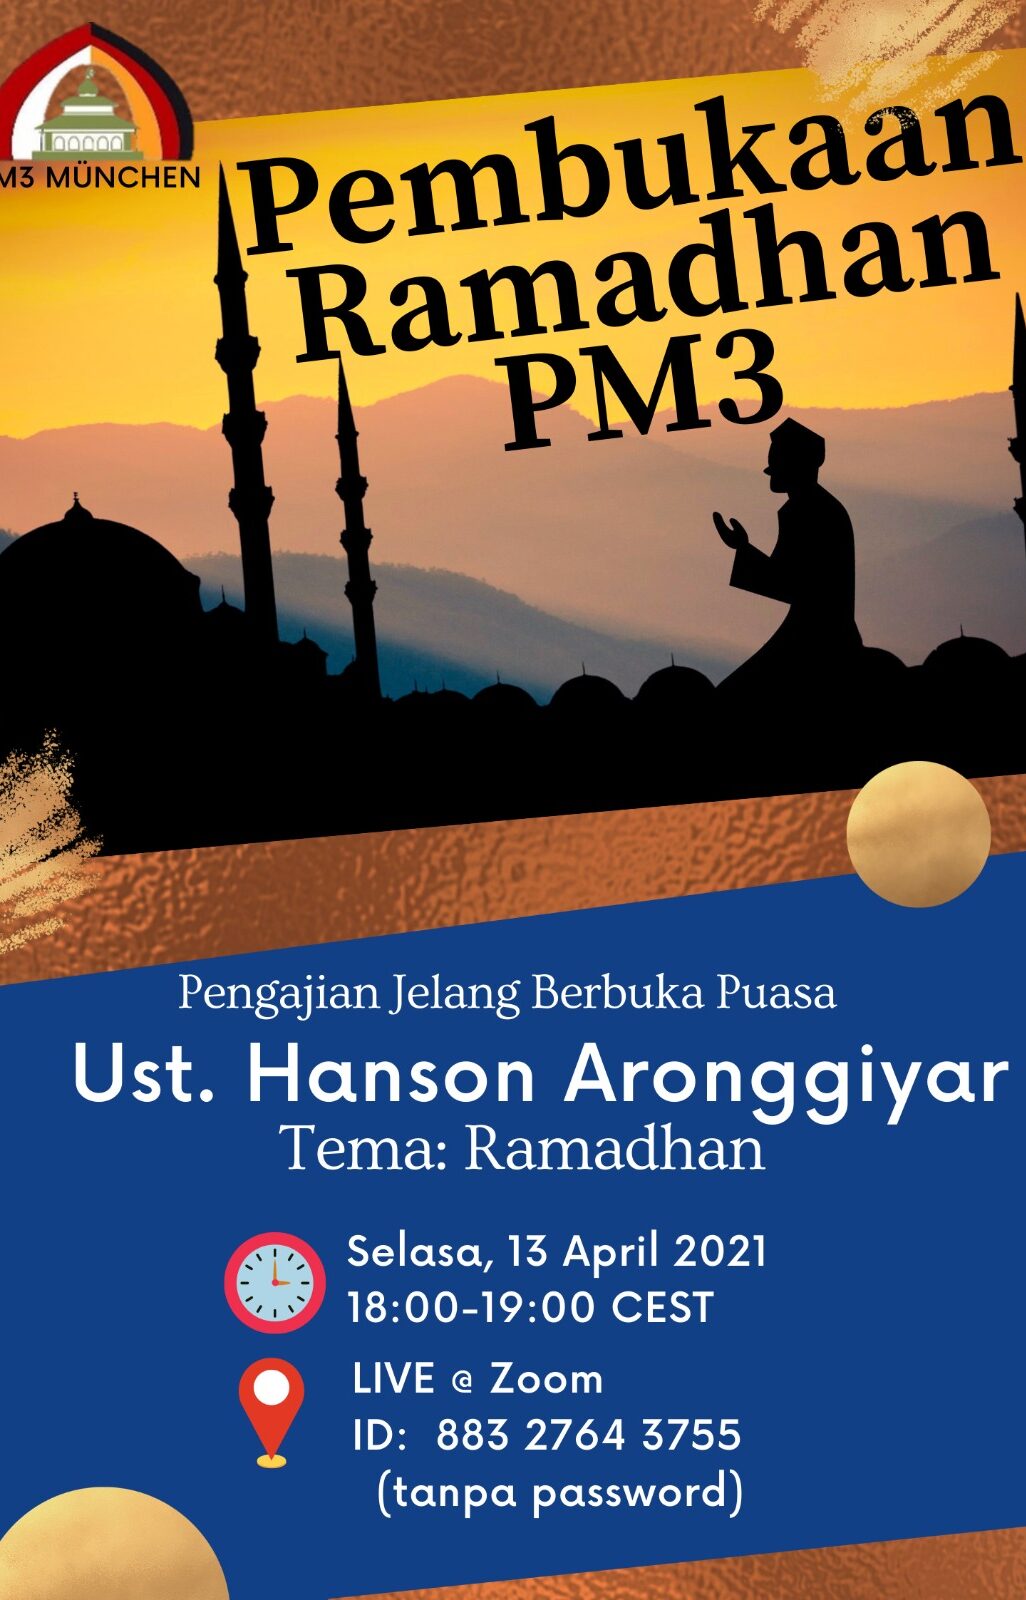 M3 MÜNCHEN
Pembukaan
Ramadhan
PM3
Pengajian Jelang Berbuka Puasa
Ust. Hanson Aronggiyar
Tema: Ramadhan
Selasa, 13 April 2021
18:00-19:00 CEST
LIVE @ Zoom
ID: 883 2764 3755
(tanpa password)